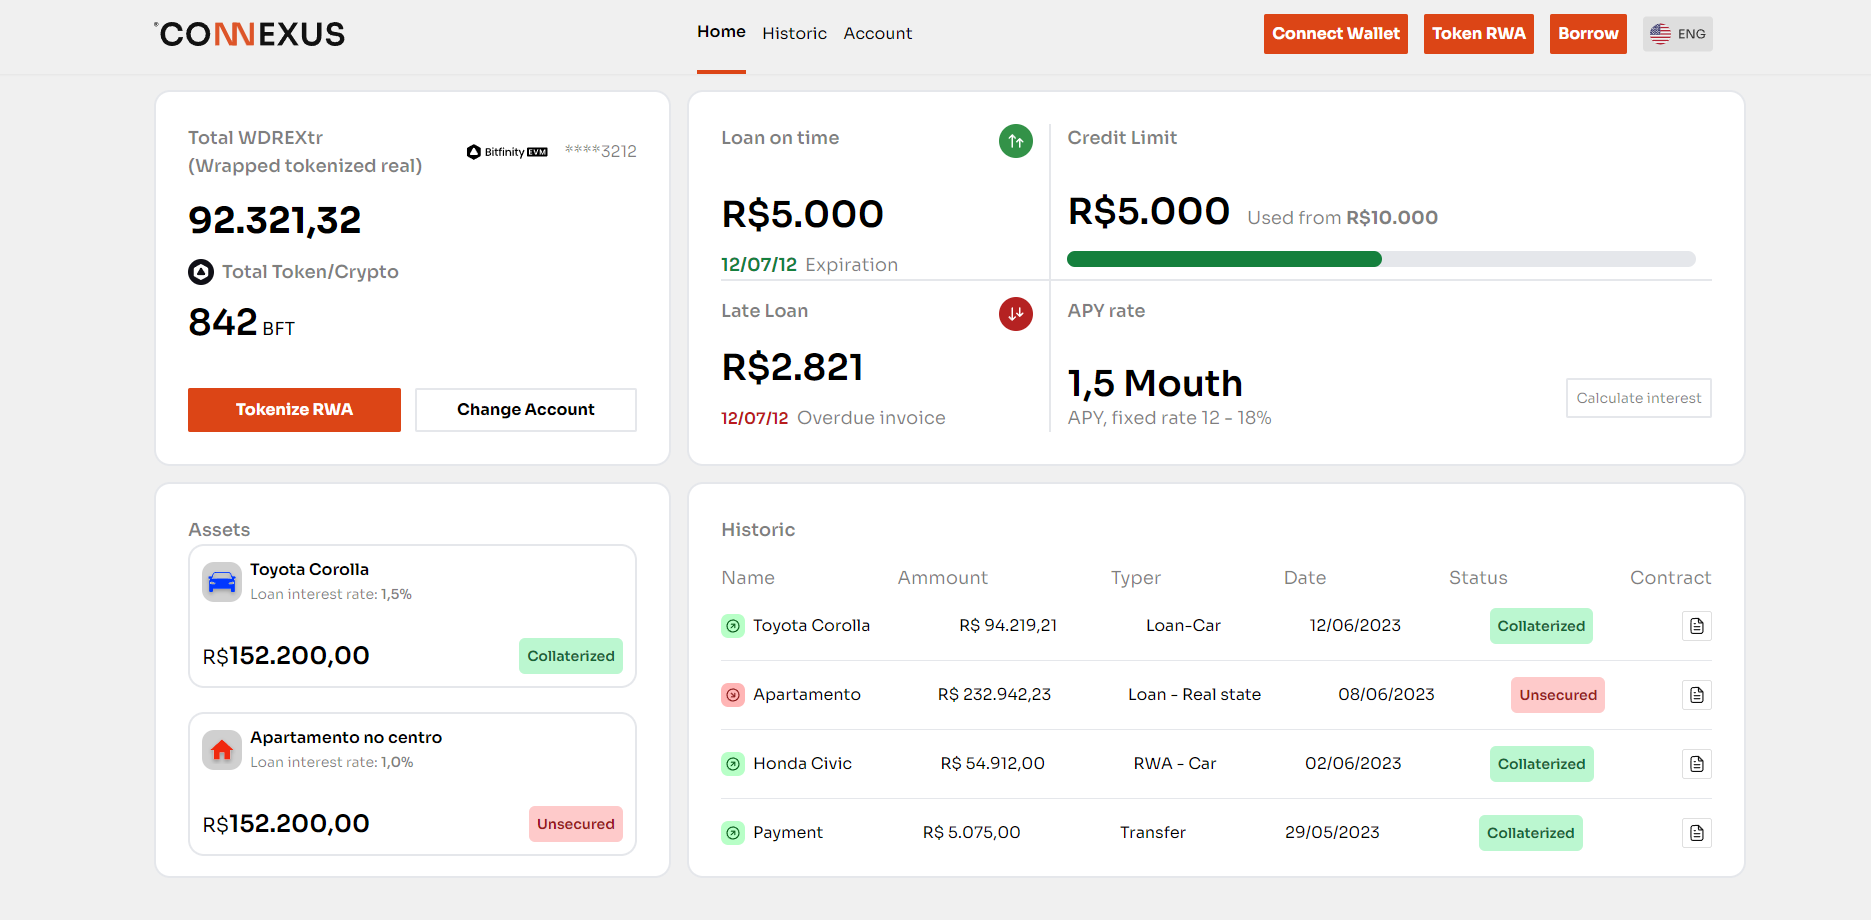 CONNEXUS
Home Historic Account
Connect Wallet Token RWA Borrow ENG
Total WDREXtr
(Wrapped tokenized real)
Bitfinity EVM ****3212
92.321,32
Total Token/Crypto
842 BFT
Tokenize RWA Change Account
Loan on time
R$5.000
12/07/12 Expiration
Credit Limit
R$5.000 Used from R$10.000
Late Loan
R$2.821
12/07/12 Overdue invoice
APY rate
1,5 Mouth
APY, fixed rate 12 - 18%
Calculate interest
Assets
Toyota Corolla
Loan interest rate: 1,5%
R$152.200,00 Collaterized
Apartamento no centro
Loan interest rate: 1,0%
R$152.200,00 Unsecured
Historic
Name Ammount Typer Date Status Contract
Toyota Corolla R$ 94.219,21 Loan-Car 12/06/2023 Collaterized
Apartamento R$ 232.942,23 Loan - Real state 08/06/2023 Unsecured
Honda Civic R$ 54.912,00 RWA - Car 02/06/2023 Collaterized
Payment R$ 5.075,00 Transfer 29/05/2023 Collaterized